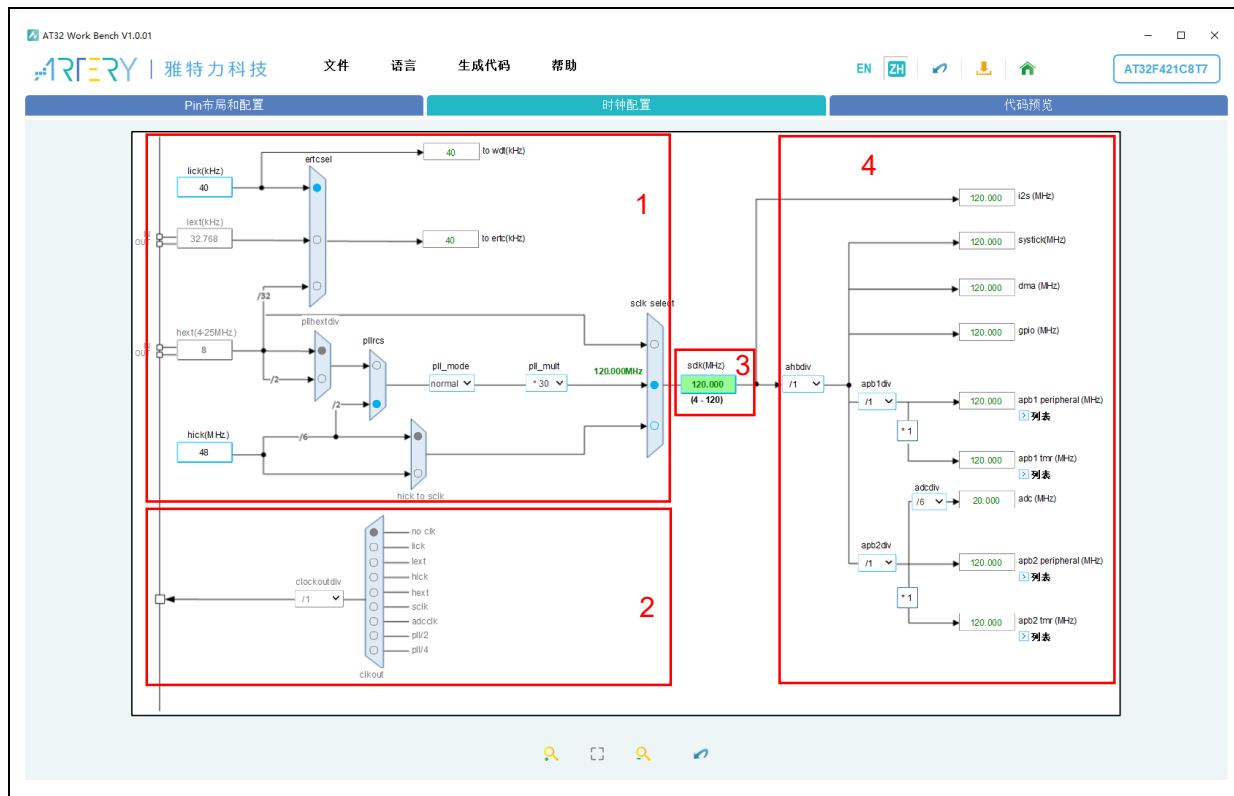 AT32 Work Bench V1.0.01
ARTERY | 雅特力科技
文件 语言 生成代码 帮助
EN ZH
AT32F421C8T7
Pin布局和配置 时钟配置 代码预览
1
lick(kHz)
40
ertcsel
40 to wdt(kHz)
lext(kHz)
32.768
IN
OUT
40 to ertc(kHz)
/32
hext(4-25MHz)
8
IN
OUT
pllhextdiv
/2
pllrcs
/2
pll_mode
normal
pll_mult
* 30
120.000MHz
sclk select
hick(MHz)
48
/6
hick to sclk
2
clockoutdiv
/1
no clk
lick
lext
hick
hext
sclk
adcclk
pll/2
pll/4
clkout
3
sclk(MHz)
120.000
(4 - 120)
4
120.000 i2s (MHz)
120.000 systick(MHz)
120.000 dma (MHz)
120.000 gpio (MHz)
ahbdiv
/1
apb1div
/1
* 1
120.000 apb1 peripheral (MHz)
列表
120.000 apb1 tmr (MHz)
列表
adcdiv
/6
20.000 adc (MHz)
apb2div
/1
* 1
120.000 apb2 peripheral (MHz)
列表
120.000 apb2 tmr (MHz)
列表